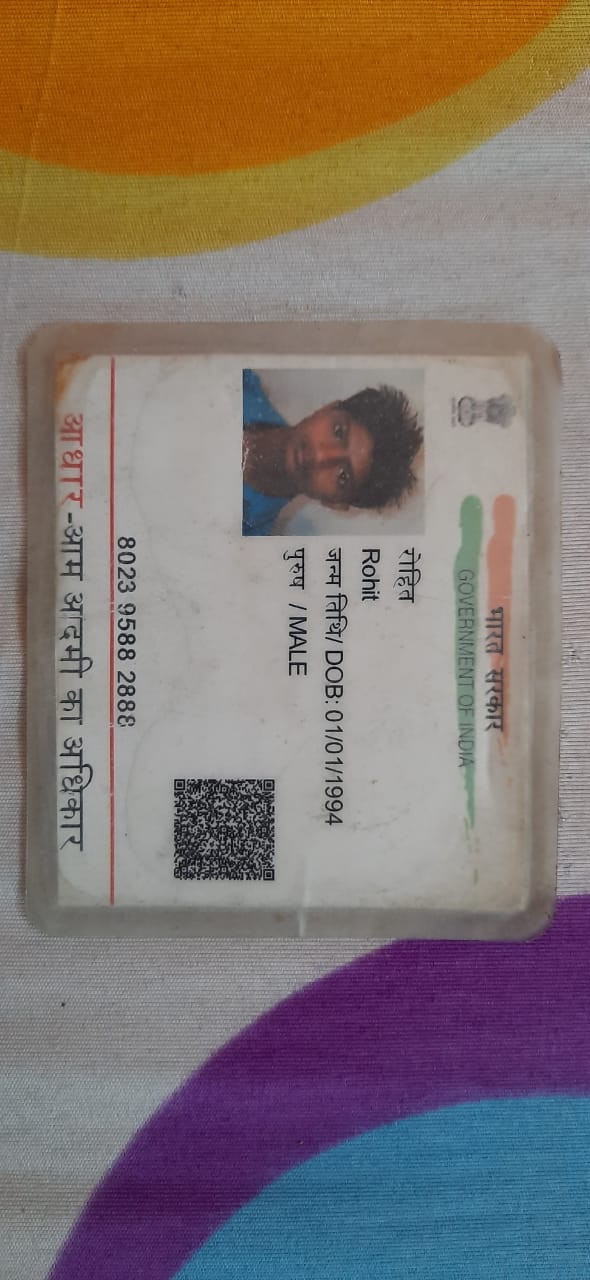 भारत सरकार
GOVERNMENT OF INDIA
रोहित
Rohit
जन्म तिथि/ DOB: 01/01/1994
पुरुष / MALE
8023 9588 2888
आधार-आम आदमी का अधिकार